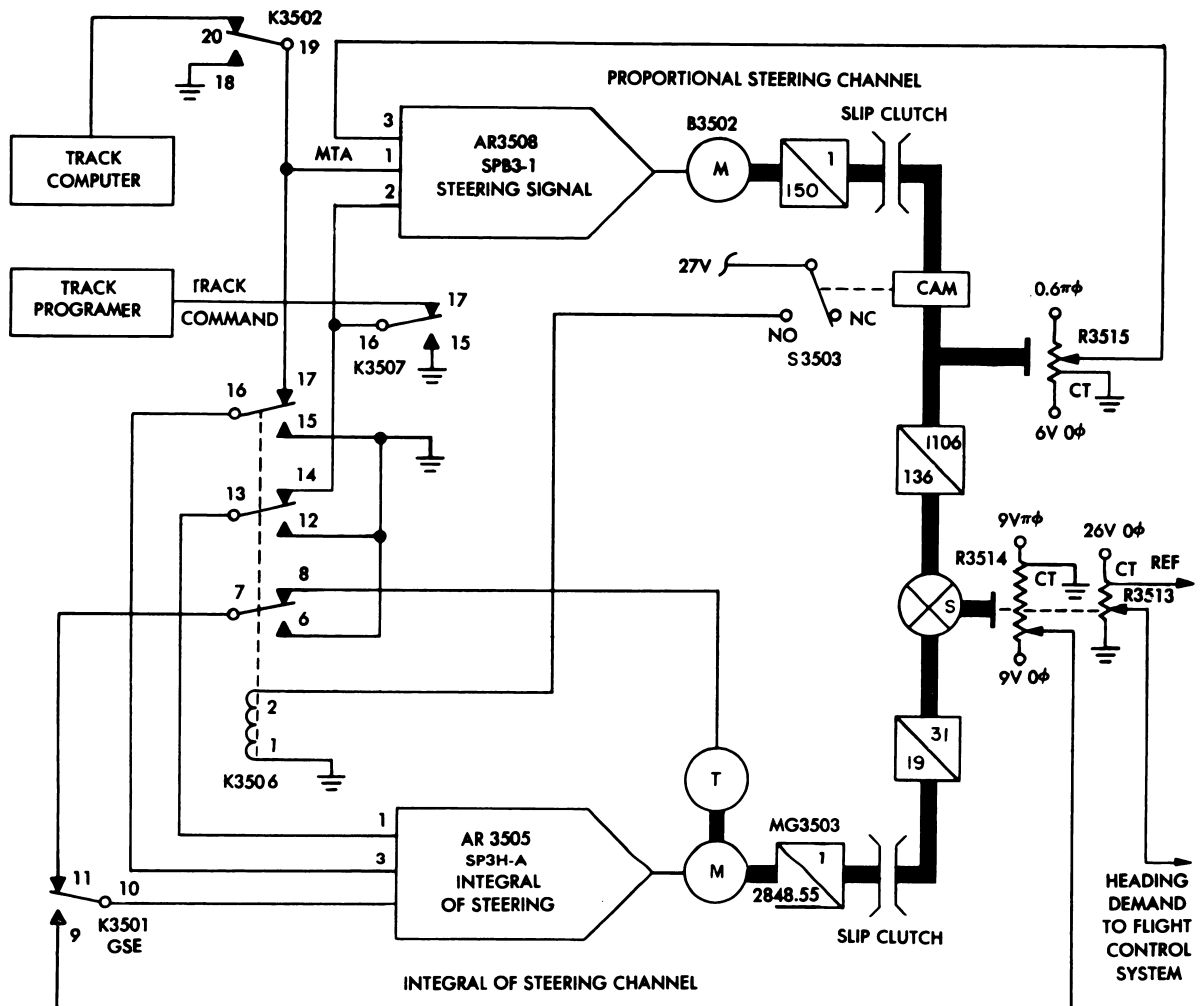 K3502
20
19
18
PROPORTIONAL STEERING CHANNEL
SLIP CLUTCH
TRACK
COMPUTER
MTA
3
1
2
AR3508
SPB3-1
STEERING SIGNAL
B3502
M
1
150
TRACK
PROGRAMER
TRACK
COMMAND
17
16
15
K3507
27V
NO
NC
S3503
CAM
0.6πϕ
R3515
CT
6V 0ϕ
16
17
15
13
14
12
7
8
6
2
1
K3506
1106
136
S
R3514
9Vπϕ
CT
9V 0ϕ
26V 0ϕ
CT
REF
R3513
31
19
T
M
MG3503
1
2848.55
SLIP CLUTCH
1
3
AR 3505
SP3H-A
INTEGRAL
OF STEERING
11
10
9
K3501
GSE
HEADING
DEMAND
TO FLIGHT
CONTROL
SYSTEM
INTEGRAL OF STEERING CHANNEL